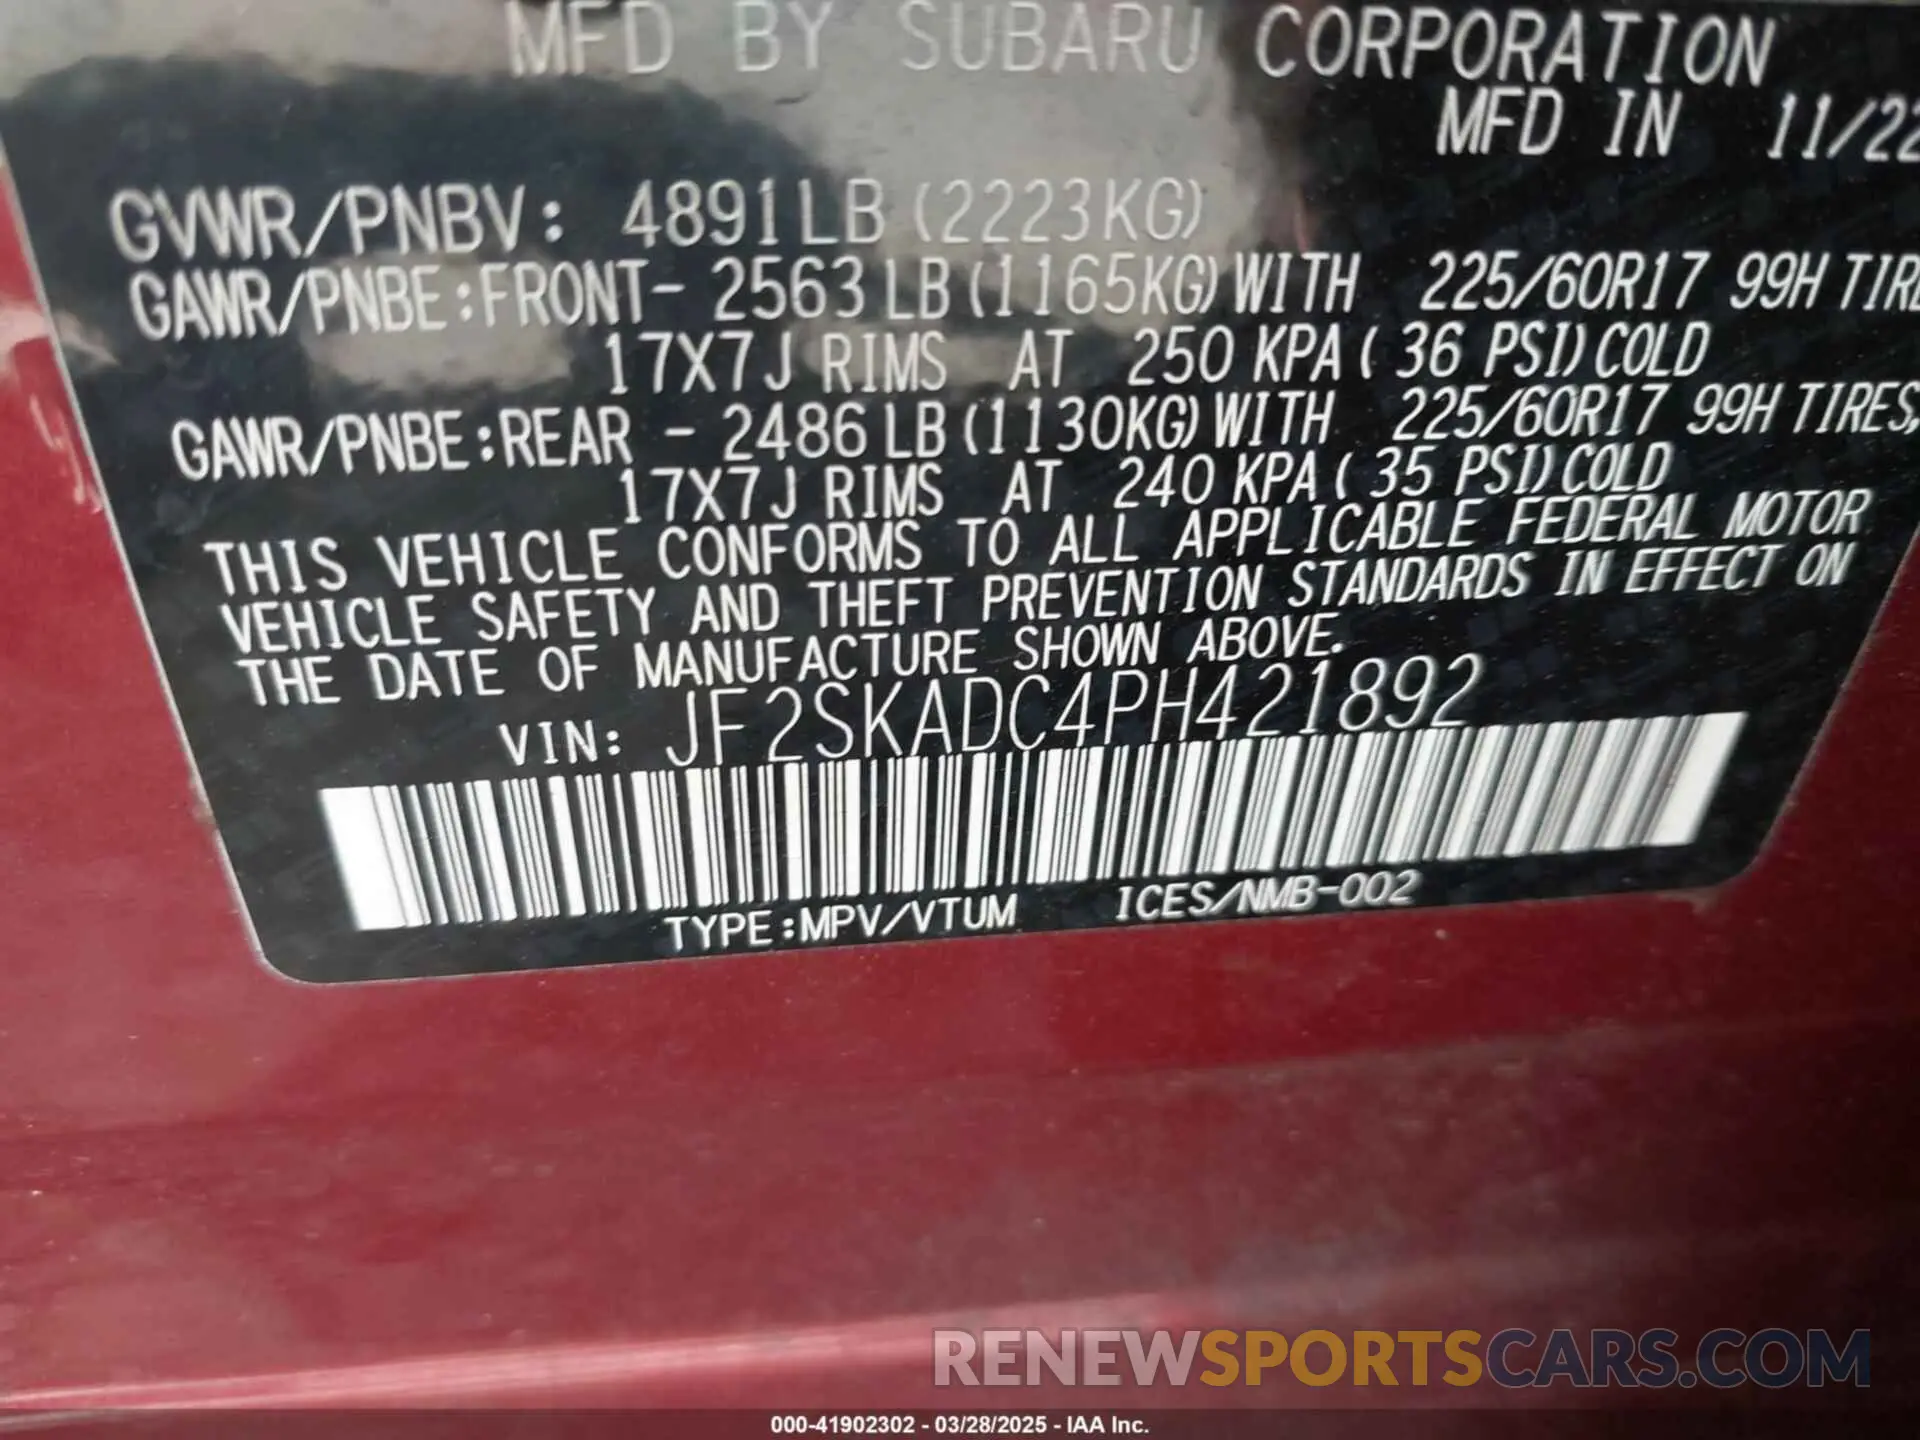 MFD BY SUBARU CORPORATION
MFD IN 11/22
GVWR/PNBV: 4891LB (2223KG)
GAWR/PNBE:FRONT- 2563LB (1165KG) WITH 225/60R17 99H TIRE
17X7J RIMS AT 250 KPA ( 36 PSI) COLD
GAWR/PNBE:REAR - 2486LB (1130KG) WITH 225/60R17 99H TIRES,
17X7J RIMS AT 240 KPA ( 35 PSI) COLD
THIS VEHICLE CONFORMS TO ALL APPLICABLE FEDERAL MOTOR
VEHICLE SAFETY AND THEFT PREVENTION STANDARDS IN EFFECT ON
THE DATE OF MANUFACTURE SHOWN ABOVE.
VIN: JF2SKADC4PH421892
TYPE:MPV/VTUM ICES/NMB-002
RENEWSPORTSCARS.COM
000-41902302 - 03/28/2025 - IAA Inc.